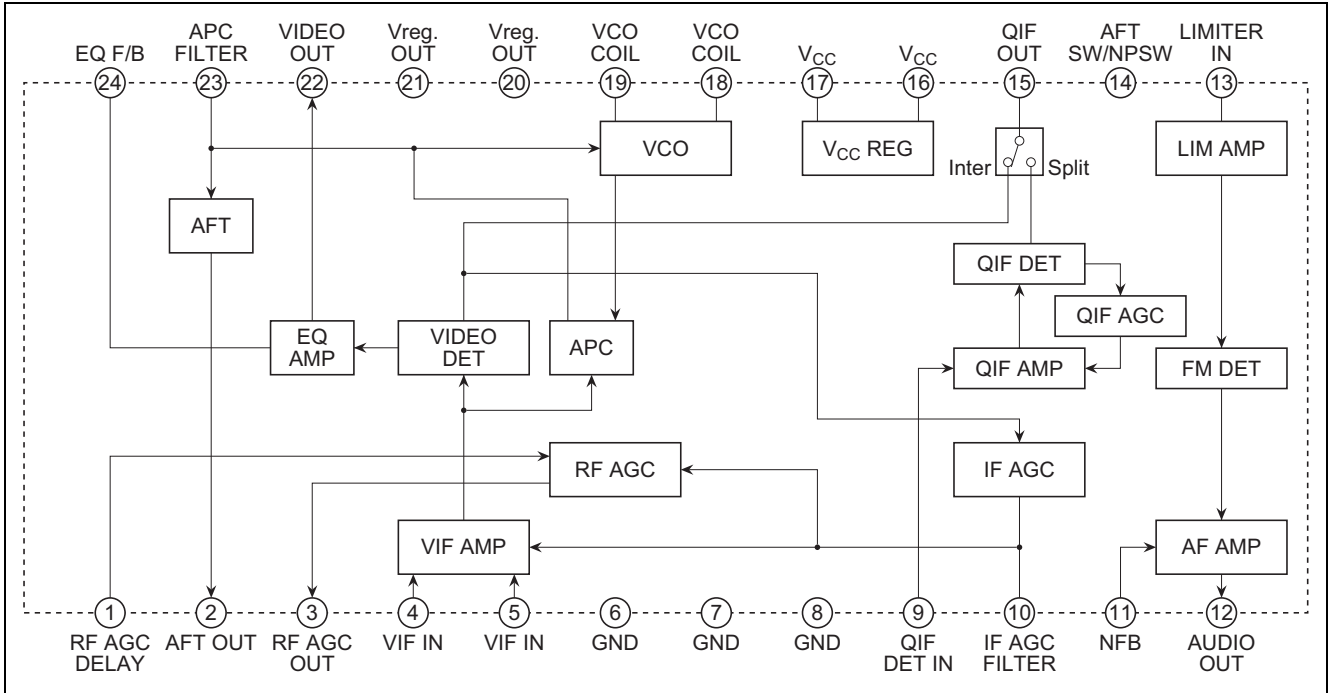 EQ F/B
APC
FILTER
VIDEO
OUT
Vreg.
OUT
Vreg.
OUT
VCO
COIL
VCO
COIL
VCC
VCC
QIF
OUT
AFT
SW/NPSW
LIMITER
IN
24
23
22
21
20
19
18
17
16
15
14
13
VCO
VCC REG
Inter
Split
LIM AMP
AFT
QIF DET
QIF AGC
EQ
AMP
VIDEO
DET
APC
QIF AMP
FM DET
RF AGC
IF AGC
VIF AMP
AF AMP
1
2
3
4
5
6
7
8
9
10
11
12
RF AGC
DELAY
AFT OUT
RF AGC
OUT
VIF IN
VIF IN
GND
GND
GND
QIF
DET IN
IF AGC
FILTER
NFB
AUDIO
OUT